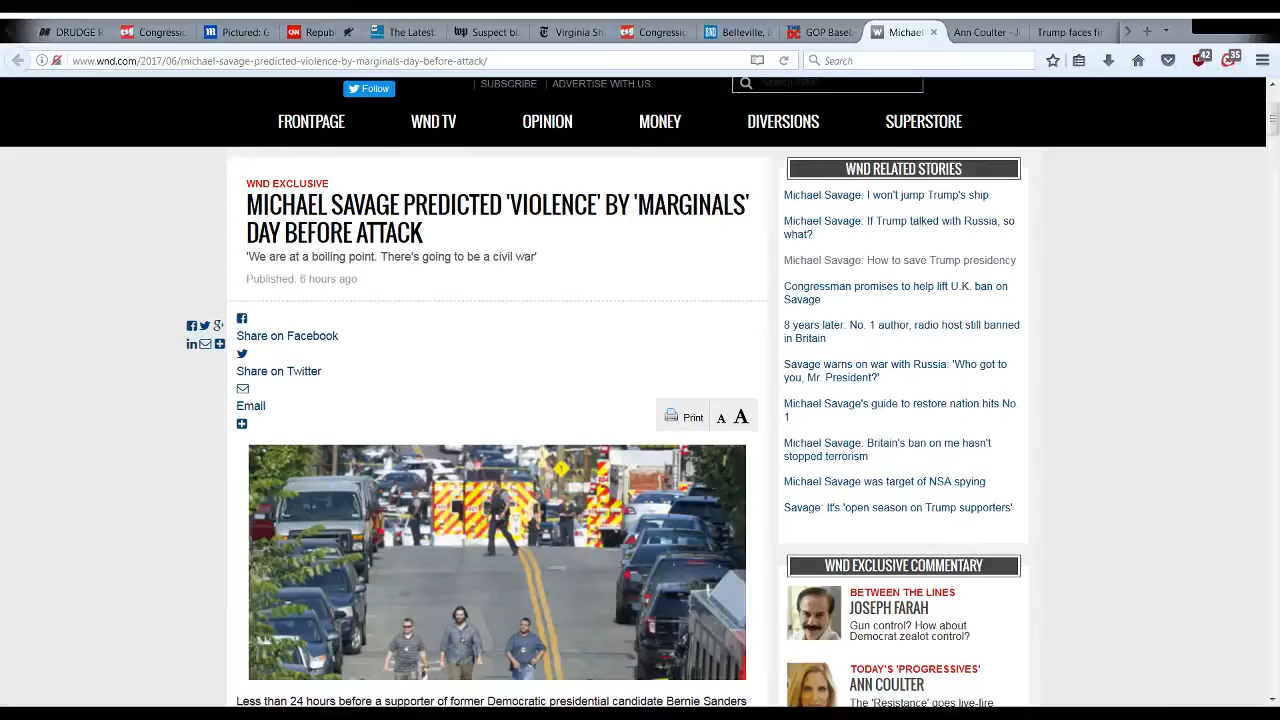 DRUDGE R
Congressic
Pictured: G
Republ
The Latest
Suspect bl
Virginia Sh
Congressic
Belleville,
GOP Baseb
Michael
Ann Coulter - J
Trump faces fir
www.wnd.com/2017/06/michael-savage-predicted-violence-by-marginals-day-before-attack/
Search
42
35
Follow
SUBSCRIBE
ADVERTISE WITH US
FRONTPAGE
WND TV
OPINION
MONEY
DIVERSIONS
SUPERSTORE
WND EXCLUSIVE
MICHAEL SAVAGE PREDICTED 'VIOLENCE' BY 'MARGINALS'
DAY BEFORE ATTACK
'We are at a boiling point. There's going to be a civil war'
Published: 6 hours ago
Share on Facebook
Share on Twitter
Email
Print
A A
Less than 24 hours before a supporter of former Democratic presidential candidate Bernie Sanders
WND RELATED STORIES
Michael Savage: I won't jump Trump's ship
Michael Savage: If Trump talked with Russia, so
what?
Michael Savage: How to save Trump presidency
Congressman promises to help lift U.K. ban on
Savage
8 years later: No. 1 author, radio host still banned
in Britain
Savage warns on war with Russia: 'Who got to
you, Mr. President?'
Michael Savage's guide to restore nation hits No.
1
Michael Savage: Britain's ban on me hasn't
stopped terrorism
Michael Savage was target of NSA spying
Savage: It's 'open season on Trump supporters'
WND EXCLUSIVE COMMENTARY
BETWEEN THE LINES
JOSEPH FARAH
Gun control? How about
Democrat zealot control?
TODAY'S 'PROGRESSIVES'
ANN COULTER
The 'Resistance' goes live-fire